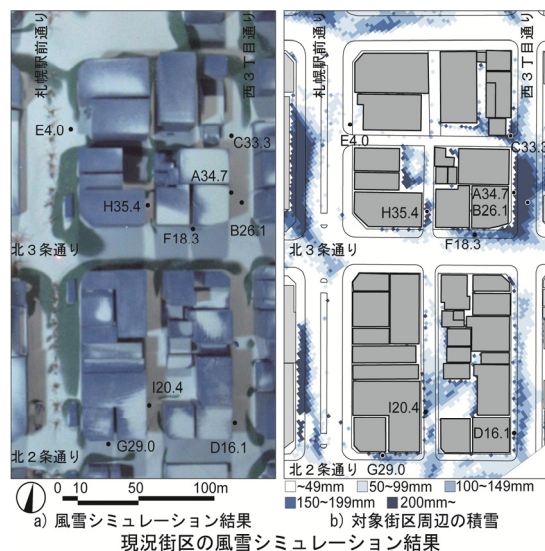 札幌駅前通り
西3丁目通り
E4.0
C33.3
A34.7
H35.4
B26.1
F18.3
北3条通り
I20.4
D16.1
G29.0
北2条通り
0 10 50 100m
a) 風雪シミュレーション結果
札幌駅前通り
西3丁目通り
E4.0
C33.3
A34.7
H35.4
B26.1
F18.3
北3条通り
I20.4
D16.1
北2条通り
G29.0
~49mm 50~99mm 100~149mm
150~199mm 200mm~
b) 対象街区周辺の積雪
現況街区の風雪シミュレーション結果